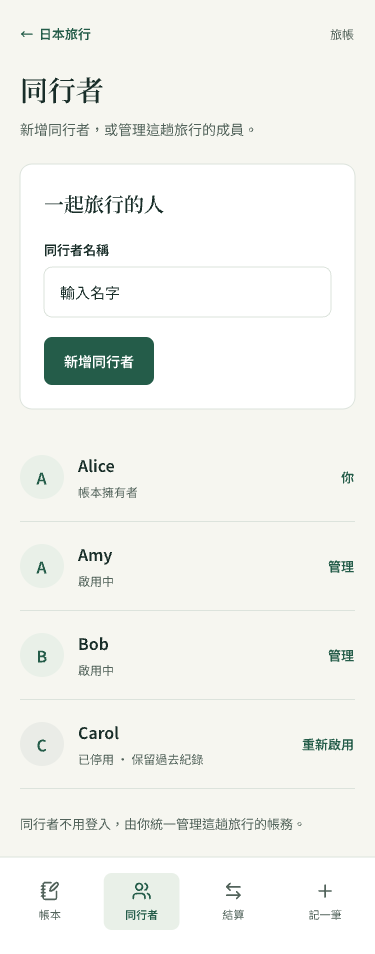 ← 日本旅行
旅帳
同行者
新增同行者，或管理這趟旅行的成員。
一起旅行的人
同行者名稱
輸入名字
新增同行者
A
Alice
帳本擁有者
你
A
Amy
啟用中
管理
B
Bob
啟用中
管理
C
Carol
已停用 · 保留過去紀錄
重新啟用
同行者不用登入，由你統一管理這趟旅行的帳務。
帳本
同行者
結算
記一筆